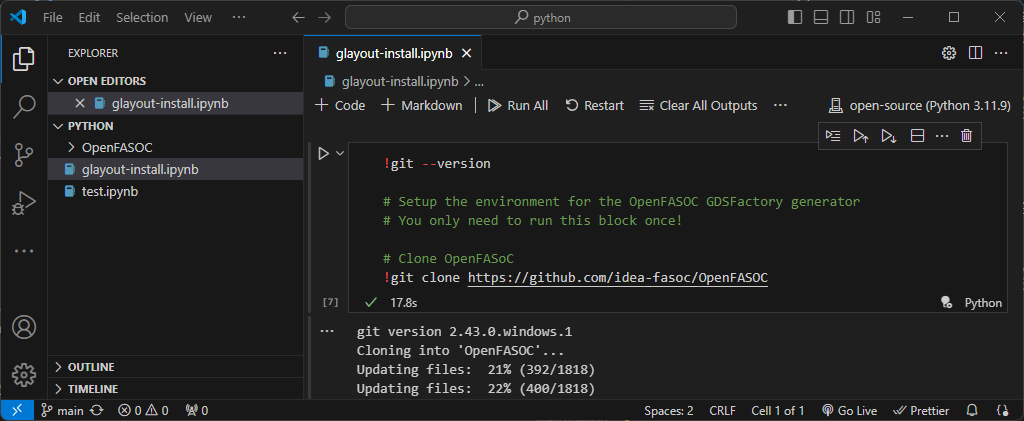 File Edit Selection ··· python
EXPLORER ···
OPEN EDITORS
glayout-install.ipynb
PYTHON
OpenFASOC
glayout-install.ipynb
test.ipynb
OUTLINE
TIMELINE
glayout-install.ipynb
glayout-install.ipynb > ...
+ Code + Markdown Run All Restart Clear All Outputs ··· open-source (Python 3.11.9)
!git --version
# Setup the environment for the OpenFASOC GDSFactory generator
# You only need to run this block once!
# Clone OpenFASoC
!git clone https://github.com/idea-fasoc/OpenFASOC
[7] 17.8s Python
git version 2.43.0.windows.1
Cloning into 'OpenFASOC'...
Updating files:  21% (392/1818)
Updating files:  22% (400/1818)
main 0 0 0 Spaces: 2 CRLF Cell 1 of 1 Go Live Prettier